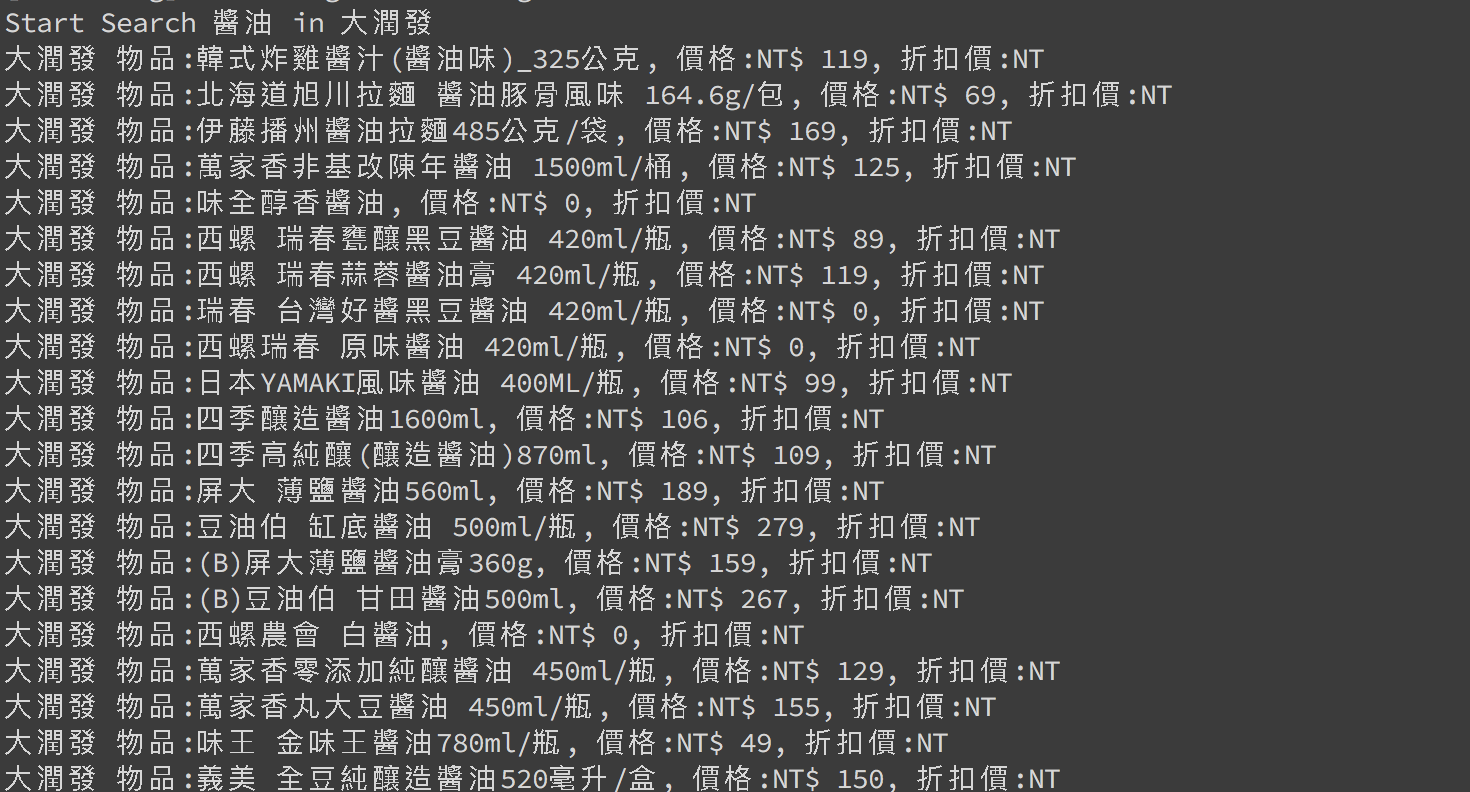 Start Search 醬油 in 大潤發
大潤發 物品:韓式炸雞醬汁(醬油味)_325公克, 價格:NT$ 119, 折扣價:NT
大潤發 物品:北海道旭川拉麵 醬油豚骨風味 164.6g/包, 價格:NT$ 69, 折扣價:NT
大潤發 物品:伊藤播州醬油拉麵485公克/袋, 價格:NT$ 169, 折扣價:NT
大潤發 物品:萬家香非基改陳年醬油 1500ml/桶, 價格:NT$ 125, 折扣價:NT
大潤發 物品:味全醇香醬油, 價格:NT$ 0, 折扣價:NT
大潤發 物品:西螺 瑞春甕釀黑豆醬油 420ml/瓶, 價格:NT$ 89, 折扣價:NT
大潤發 物品:西螺 瑞春蒜蓉醬油膏 420ml/瓶, 價格:NT$ 119, 折扣價:NT
大潤發 物品:瑞春 台灣好醬黑豆醬油 420ml/瓶, 價格:NT$ 0, 折扣價:NT
大潤發 物品:西螺瑞春 原味醬油 420ml/瓶, 價格:NT$ 0, 折扣價:NT
大潤發 物品:日本YAMAKI風味醬油 400ML/瓶, 價格:NT$ 99, 折扣價:NT
大潤發 物品:四季釀造醬油1600ml, 價格:NT$ 106, 折扣價:NT
大潤發 物品:四季高純釀(釀造醬油)870ml, 價格:NT$ 109, 折扣價:NT
大潤發 物品:屏大 薄鹽醬油560ml, 價格:NT$ 189, 折扣價:NT
大潤發 物品:豆油伯 缸底醬油 500ml/瓶, 價格:NT$ 279, 折扣價:NT
大潤發 物品:(B)屏大薄鹽醬油膏360g, 價格:NT$ 159, 折扣價:NT
大潤發 物品:(B)豆油伯 甘田醬油500ml, 價格:NT$ 267, 折扣價:NT
大潤發 物品:西螺農會 白醬油, 價格:NT$ 0, 折扣價:NT
大潤發 物品:萬家香零添加純釀醬油 450ml/瓶, 價格:NT$ 129, 折扣價:NT
大潤發 物品:萬家香丸大豆醬油 450ml/瓶, 價格:NT$ 155, 折扣價:NT
大潤發 物品:味王 金味王醬油780ml/瓶, 價格:NT$ 49, 折扣價:NT
大潤發 物品:義美 全豆純釀造醬油520毫升/盒, 價格:NT$ 150, 折扣價:NT